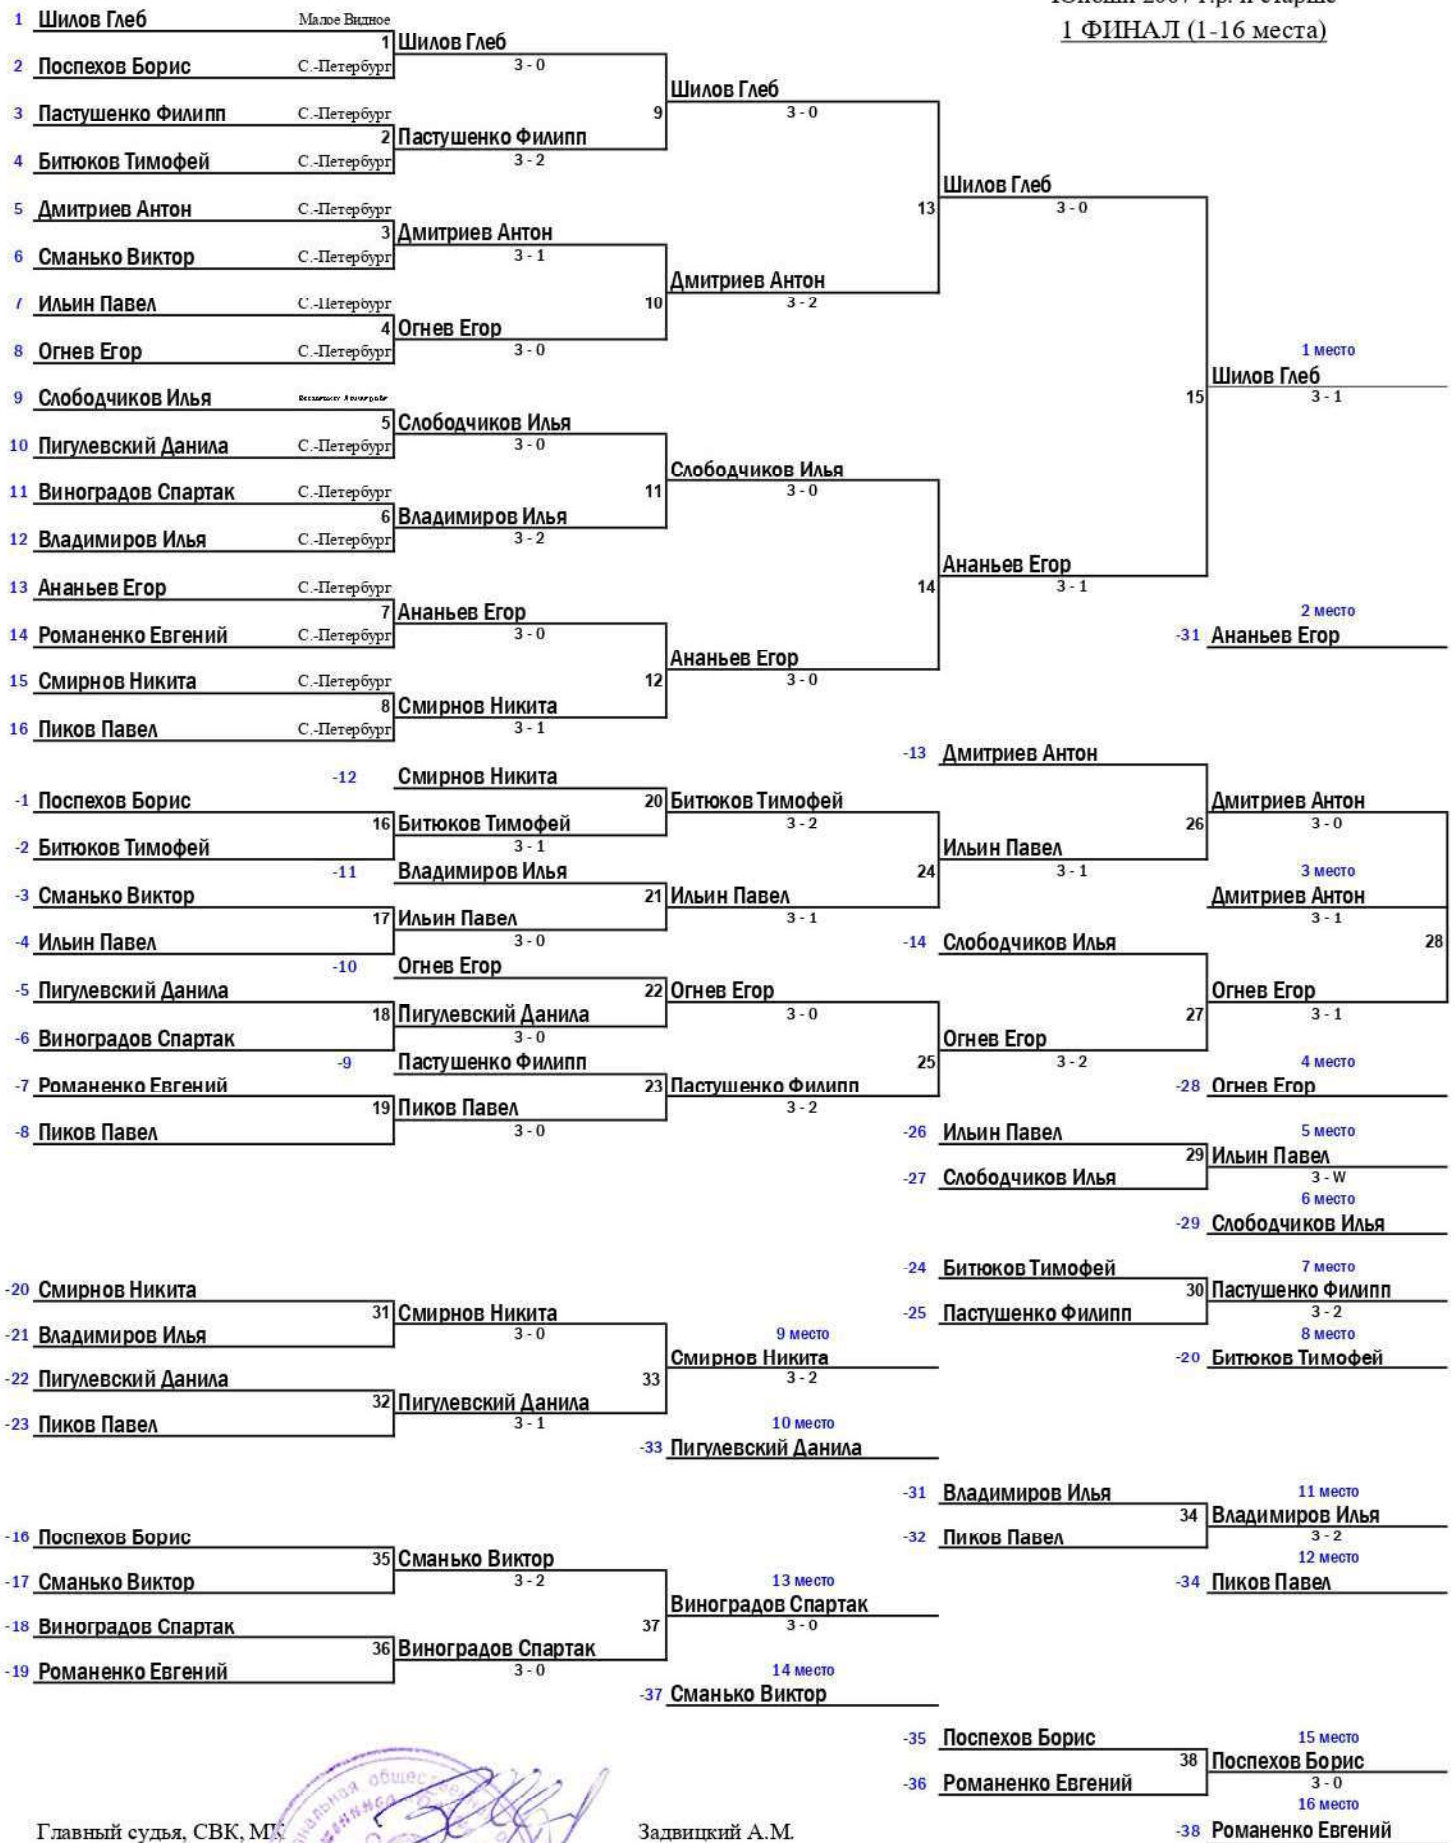 Юноши 2007 г.р. и старше
1 ФИНАЛ (1-16 места)
1 Шилов Глеб Малое Видное
1 Шилов Глеб
3 - 0
2 Поспехов Борис С.-Петербург
Шилов Глеб
3 - 0
9
3 Пастушенко Филипп С.-Петербург
2 Пастушенко Филипп
3 - 2
4 Битюков Тимофей С.-Петербург
Шилов Глеб
3 - 0
13
5 Дмитриев Антон С.-Петербург
3 Дмитриев Антон
3 - 1
6 Сманько Виктор С.-Петербург
Дмитриев Антон
3 - 2
10
7 Ильин Павел С.-Петербург
4 Огнев Егор
3 - 0
8 Огнев Егор С.-Петербург
1 место
Шилов Глеб
3 - 1
15
9 Слободчиков Илья
5 Слободчиков Илья
3 - 0
10 Пигулевский Данила С.-Петербург
Слободчиков Илья
3 - 0
11
11 Виноградов Спартак С.-Петербург
6 Владимиров Илья
3 - 2
12 Владимиров Илья С.-Петербург
Ананьев Егор
3 - 1
14
13 Ананьев Егор С.-Петербург
7 Ананьев Егор
3 - 0
14 Романенко Евгений С.-Петербург
2 место
-31 Ананьев Егор
Ананьев Егор
3 - 0
12
15 Смирнов Никита С.-Петербург
8 Смирнов Никита
3 - 1
16 Пиков Павел С.-Петербург
-13 Дмитриев Антон
-12 Смирнов Никита
-1 Поспехов Борис
20 Битюков Тимофей
3 - 2
26 Дмитриев Антон
3 - 0
16 Битюков Тимофей
3 - 1
-2 Битюков Тимофей
24 Ильин Павел
3 - 1
-11 Владимиров Илья
3 место
-3 Сманько Виктор
21 Ильин Павел
3 - 1
Дмитриев Антон
3 - 1
17 Ильин Павел
3 - 0
-4 Ильин Павел
-14 Слободчиков Илья
28
-10 Огнев Егор
-5 Пигулевский Данила
22 Огнев Егор
3 - 0
27 Огнев Егор
3 - 1
18 Пигулевский Данила
3 - 0
-6 Виноградов Спартак
25 Огнев Егор
3 - 2
-9 Пастушенко Филипп
4 место
-7 Романенко Евгений
23 Пастушенко Филипп
3 - 2
-28 Огнев Егор
19 Пиков Павел
3 - 0
-8 Пиков Павел
-26 Ильин Павел
5 место
29 Ильин Павел
3 - W
-27 Слободчиков Илья
6 место
-29 Слободчиков Илья
-24 Битюков Тимофей
7 место
-20 Смирнов Никита
30 Пастушенко Филипп
3 - 2
31 Смирнов Никита
3 - 0
-25 Пастушенко Филипп
-21 Владимиров Илья
9 место
8 место
Смирнов Никита
3 - 2
-20 Битюков Тимофей
-22 Пигулевский Данила
33
32 Пигулевский Данила
3 - 1
-23 Пиков Павел
10 место
-33 Пигулевский Данила
-31 Владимиров Илья
11 место
34 Владимиров Илья
3 - 2
-16 Поспехов Борис
-32 Пиков Павел
35 Сманько Виктор
3 - 2
12 место
-17 Сманько Виктор
13 место
-34 Пиков Павел
Виноградов Спартак
3 - 0
-18 Виноградов Спартак
37
36 Виноградов Спартак
3 - 0
-19 Романенко Евгений
14 место
-37 Сманько Виктор
-35 Поспехов Борис
15 место
38 Поспехов Борис
3 - 0
-36 Романенко Евгений
16 место
Главный судья, СВК, МК Задвицкий А.М.
-38 Романенко Евгений